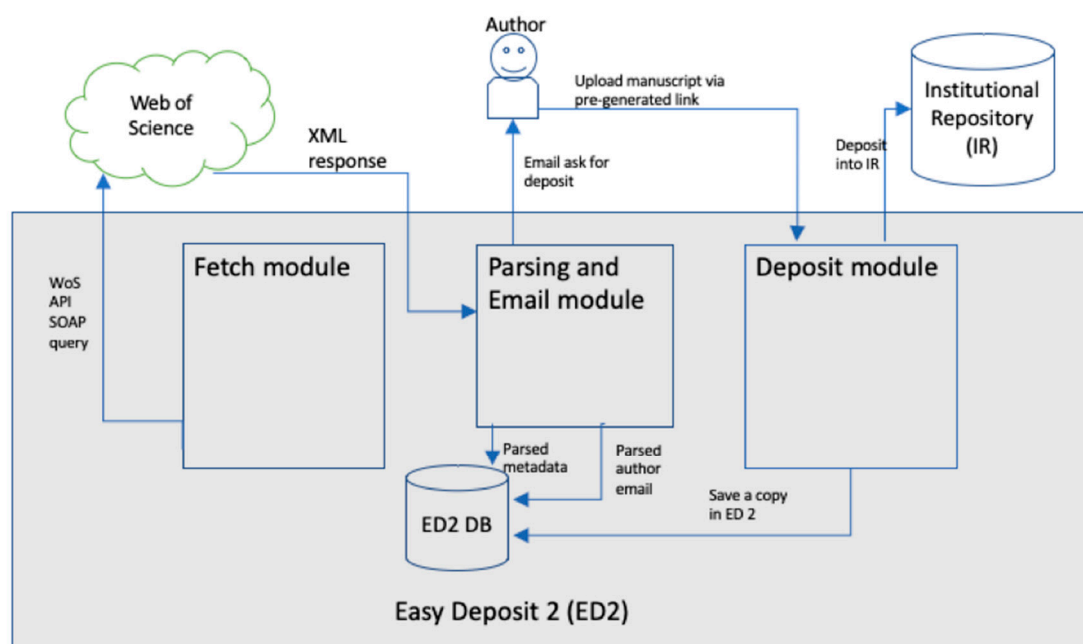 Author
Web of
Science
XML
response
Upload manuscript via
pre-generated link
Email ask for
deposit
Deposit
into IR
Institutional
Repository
(IR)
Fetch module
Parsing and
Email module
Deposit module
WoS
API
SOAP
query
Parsed
metadata
Parsed
author
email
Save a copy
in ED 2
ED2 DB
Easy Deposit 2 (ED2)